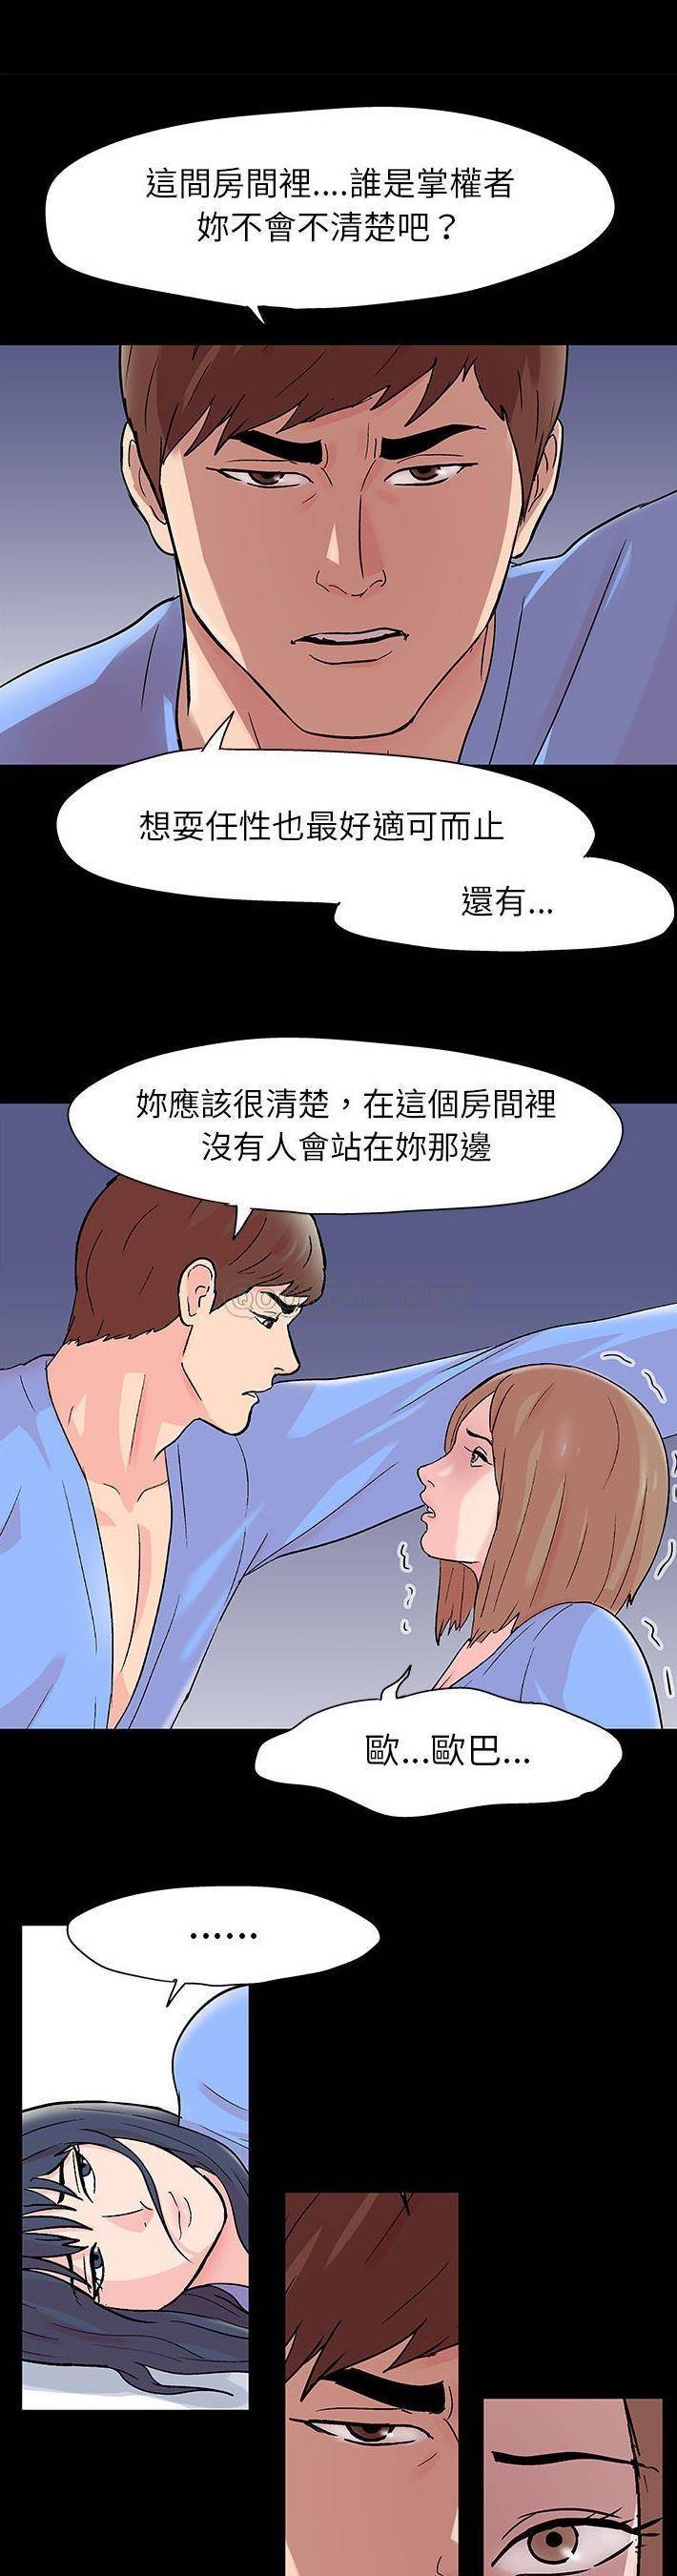 這間房間裡....誰是掌權者
妳不會不清楚吧？
想耍任性也最好適可而止
還有...
妳應該很清楚，在這個房間裡
沒有人會站在妳那邊
歐...歐巴...
......